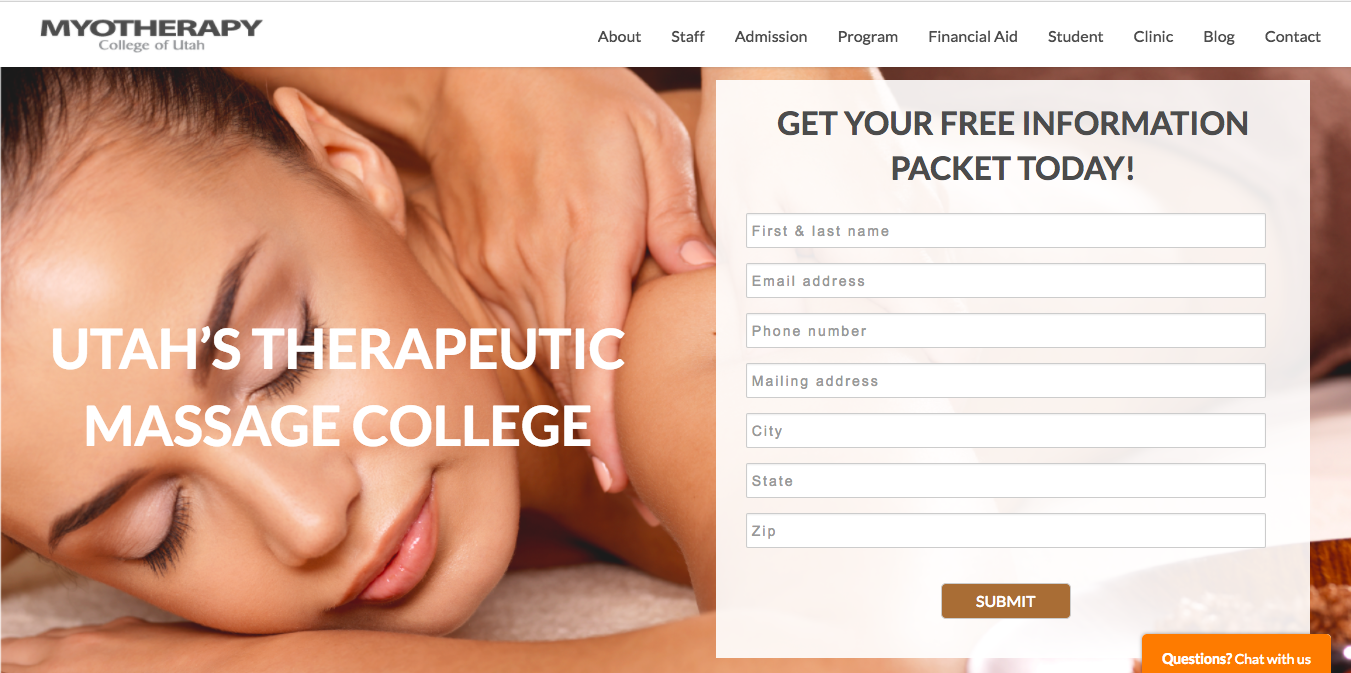 MYOTHERAPY
College of Utah
About Staff Admission Program Financial Aid Student Clinic Blog Contact
GET YOUR FREE INFORMATION
PACKET TODAY!
First & last name
Email address
Phone number
Mailing address
City
State
Zip
SUBMIT
UTAH’S THERAPEUTIC
MASSAGE COLLEGE
Questions? Chat with us